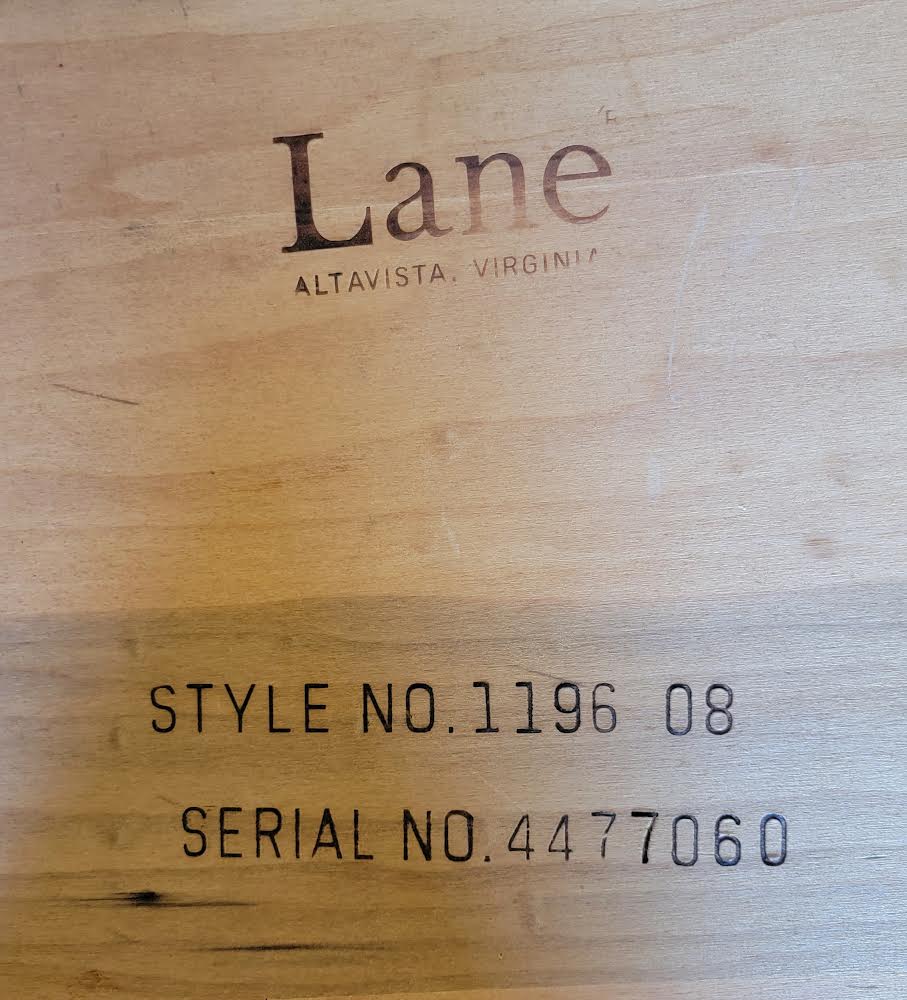 Lane
ALTAVISTA, VIRGINIA
STYLE NO.1196 08
SERIAL NO.4477060